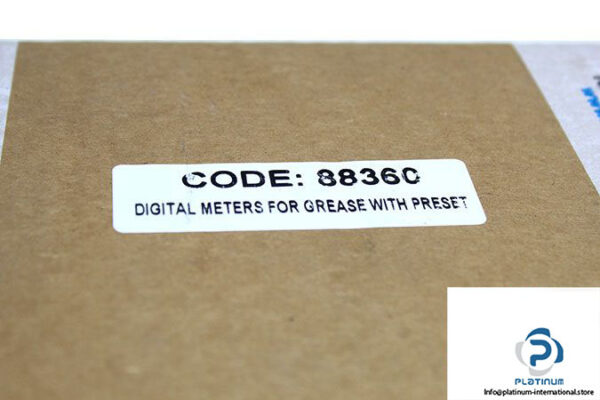 CODE: 88360
DIGITAL METERS FOR GREASE WITH PRESET
PLATINUM
Info@platinum-international.store